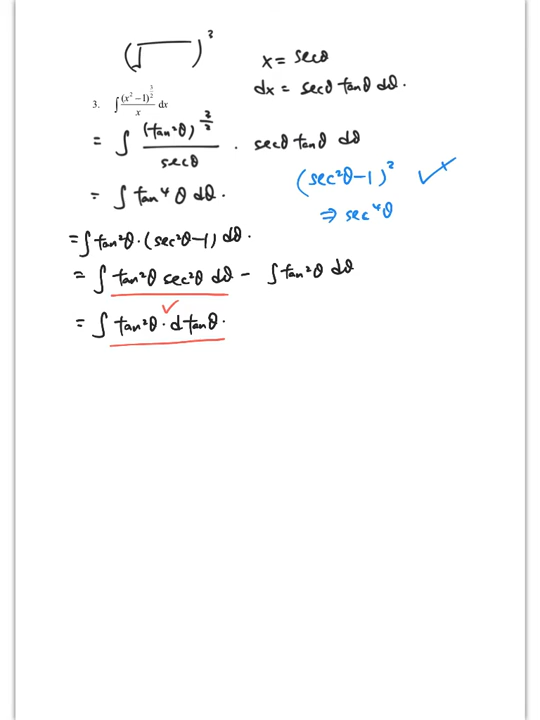 (√ )³
x = secθ
dx = secθ tanθ dθ.
3. ∫ (x² − 1)^(3/2) / x dx
= ∫ (tan²θ)^(3/2) / secθ · secθ tanθ dθ
(sec²θ−1)² ✓
= ∫ tan⁴θ dθ.
⇒ sec⁴θ
= ∫ tan²θ · (sec²θ−1) dθ.
= ∫ tan²θ sec²θ dθ − ∫ tan²θ dθ
= ∫ tan²θ · d tanθ.